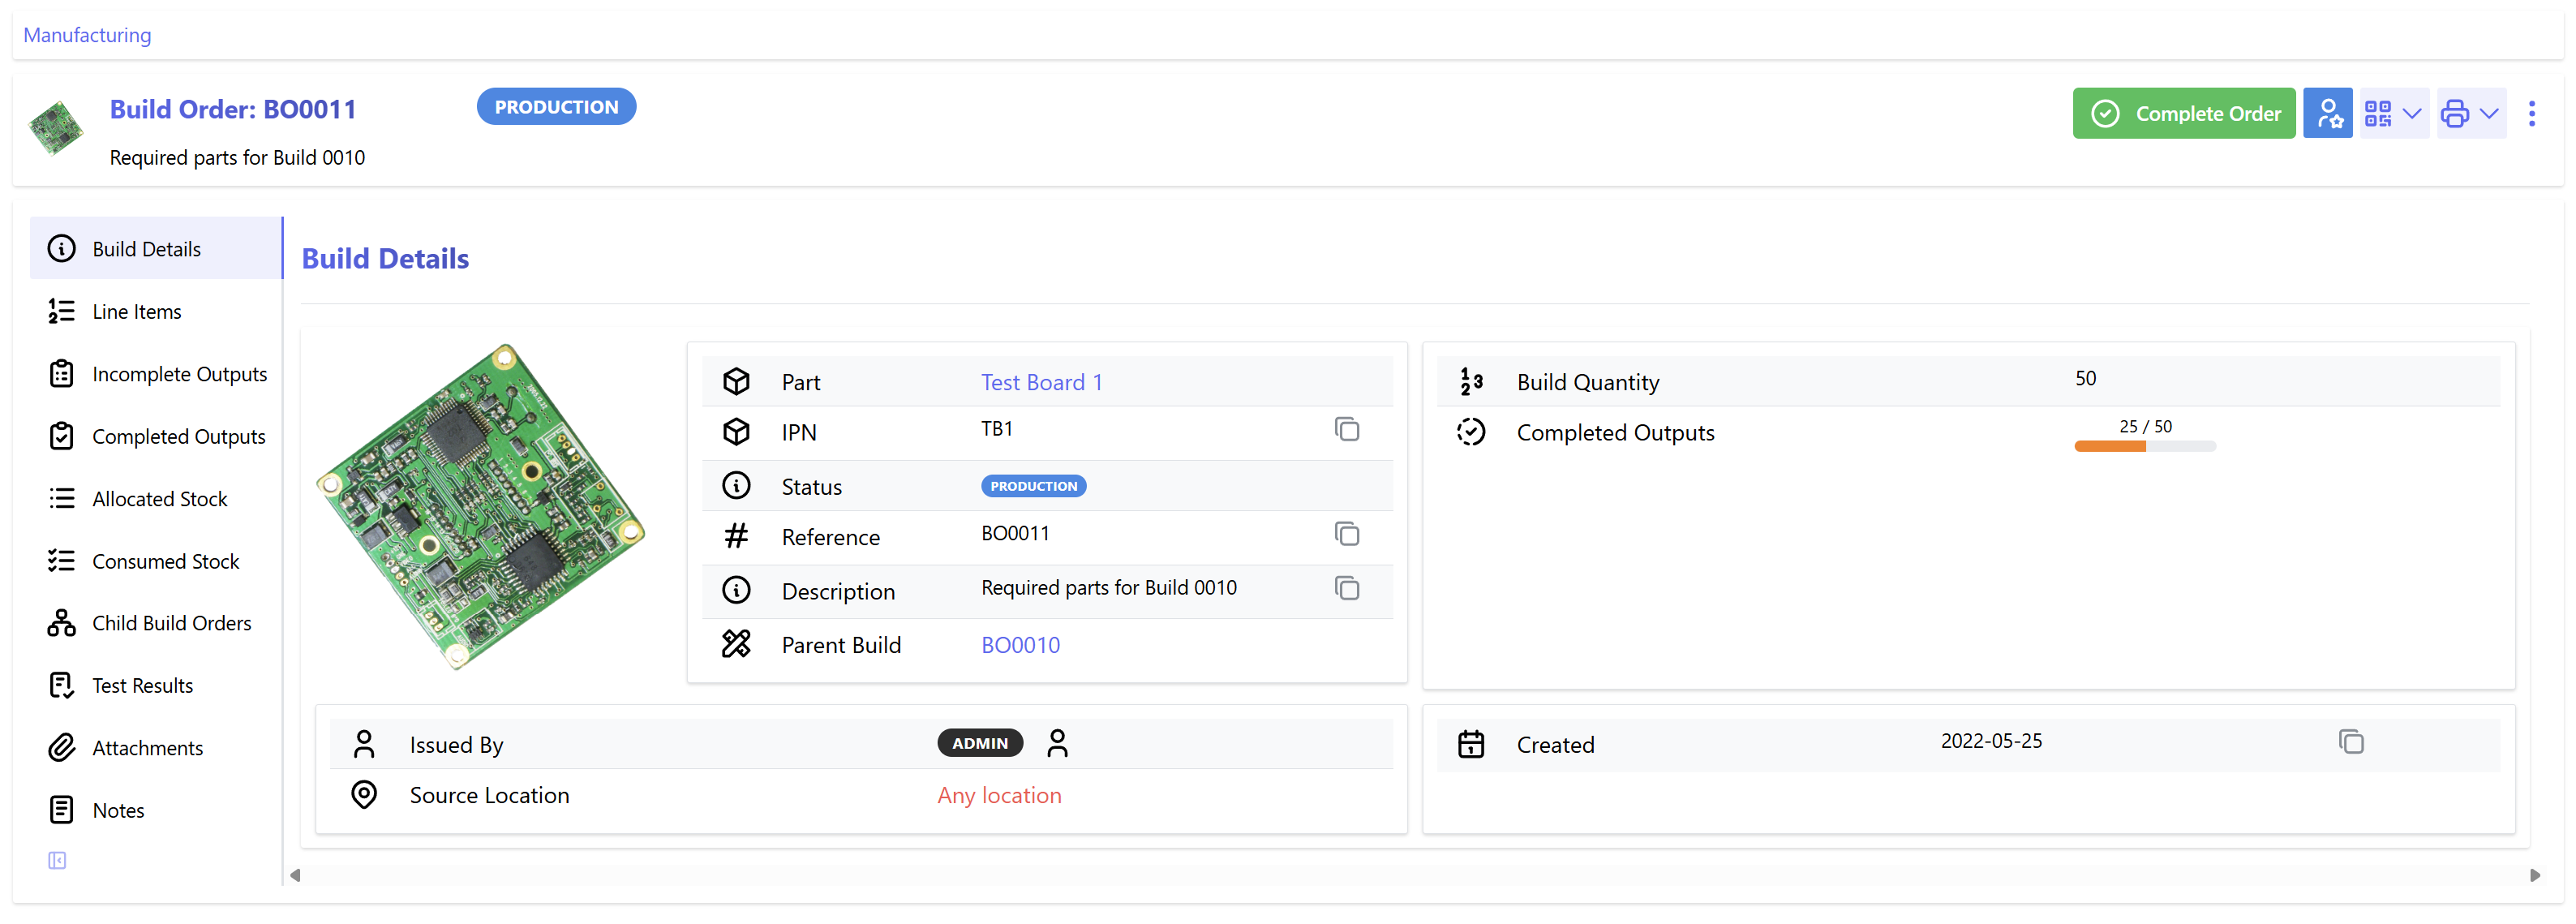 Manufacturing
Build Order: BO0011
PRODUCTION
Complete Order
Required parts for Build 0010
Build Details
Line Items
Incomplete Outputs
Completed Outputs
Allocated Stock
Consumed Stock
Child Build Orders
Test Results
Attachments
Notes
Build Details
Part Test Board 1
IPN TB1
Status PRODUCTION
Reference BO0011
Description Required parts for Build 0010
Parent Build BO0010
Build Quantity 50
Completed Outputs 25 / 50
Issued By ADMIN
Source Location Any location
Created 2022-05-25